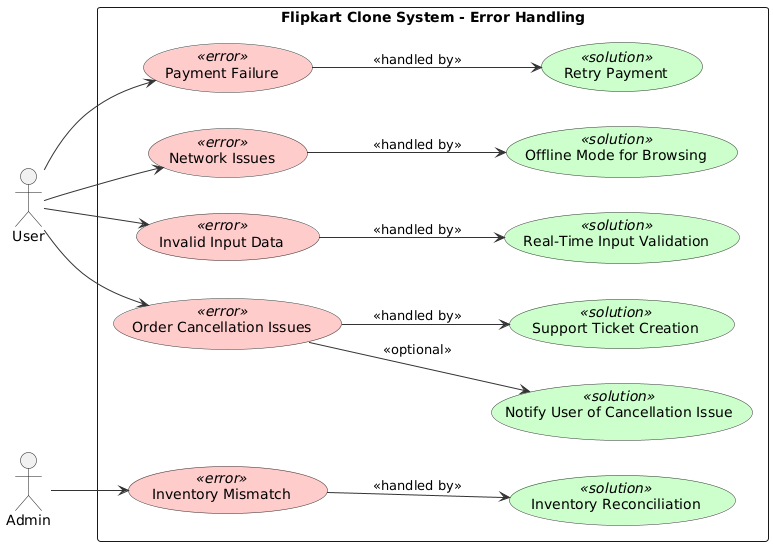 Flipkart Clone System - Error Handling
«error»
Payment Failure
«handled by»
«solution»
Retry Payment
«error»
Network Issues
«handled by»
«solution»
Offline Mode for Browsing
User
«error»
Invalid Input Data
«handled by»
«solution»
Real-Time Input Validation
«error»
Order Cancellation Issues
«handled by»
«solution»
Support Ticket Creation
«optional»
«solution»
Notify User of Cancellation Issue
Admin
«error»
Inventory Mismatch
«handled by»
«solution»
Inventory Reconciliation